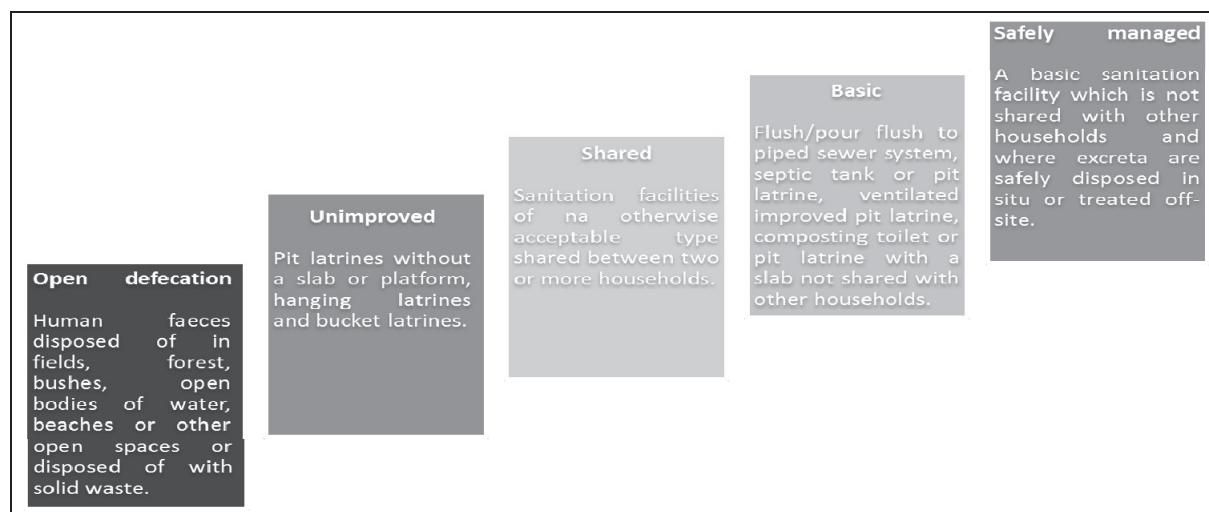 Open defecation
Human faeces
disposed of in
fields, forest,
bushes, open
bodies of water,
beaches or other
open spaces or
disposed of with
solid waste.
Unimproved
Pit latrines without
a slab or platform,
hanging latrines
and bucket latrines.
Shared
Sanitation facilities
of na otherwise
acceptable type
shared between two
or more households.
Basic
Flush/pour flush to
piped sewer system,
septic tank or pit
latrine, ventilated
improved pit latrine,
composting toilet or
pit latrine with a
slab not shared with
other households.
Safely managed
A basic sanitation
facility which is not
shared with other
households and
where excreta are
safely disposed in
situ or treated off-
site.